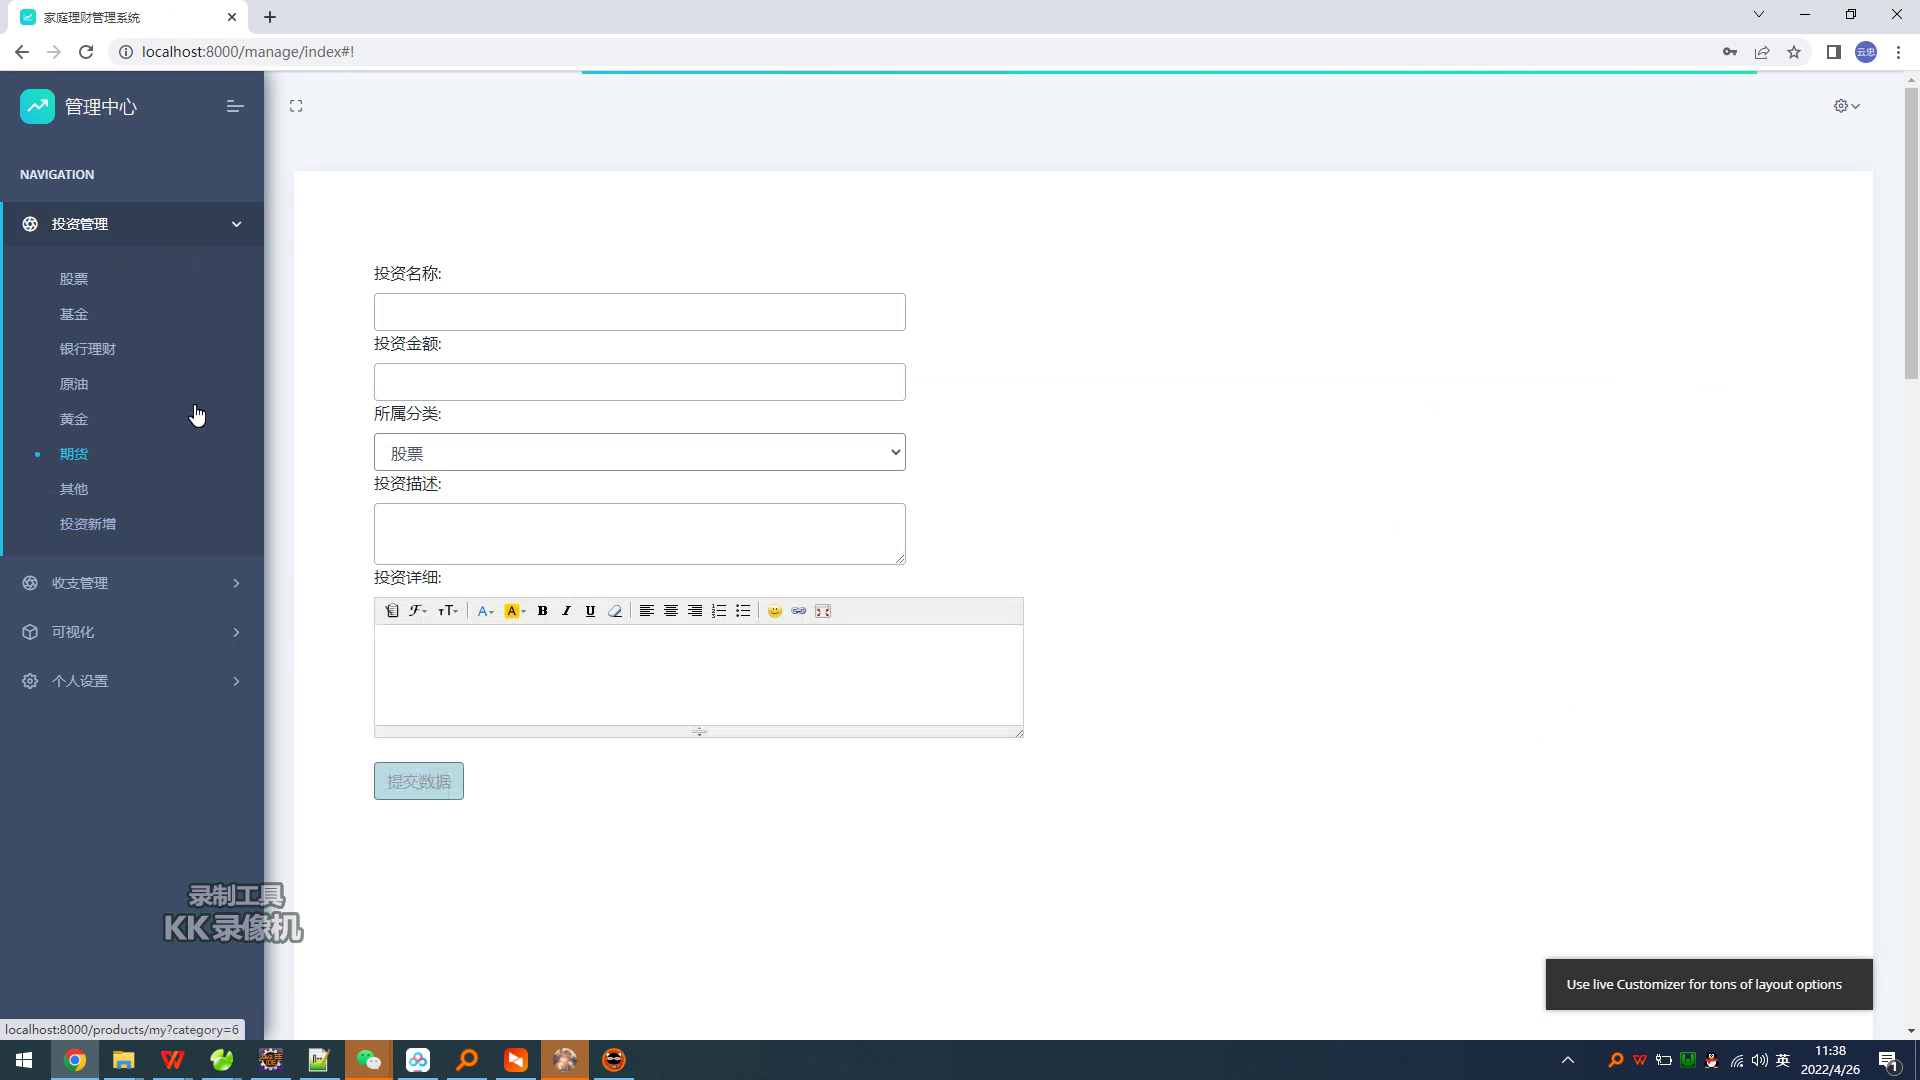 家庭理财管理系统
localhost:8000/manage/index#!
云忠
管理中心
NAVIGATION
投资管理
股票
基金
银行理财
原油
黄金
期货
其他
投资新增
收支管理
可视化
个人设置
投资名称:
投资金额:
所属分类:
股票
投资描述:
投资详细:
提交数据
录制工具
KK录像机
Use live Customizer for tons of layout options
localhost:8000/products/my?category=6
英
11:38
2022/4/26
1